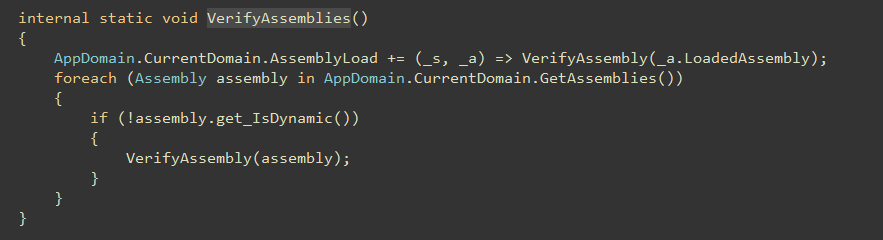 internal static void VerifyAssemblies()
{
AppDomain.CurrentDomain.AssemblyLoad += (_s, _a) => VerifyAssembly(_a.LoadedAssembly);
foreach (Assembly assembly in AppDomain.CurrentDomain.GetAssemblies())
{
if (!assembly.get_IsDynamic())
{
VerifyAssembly(assembly);
}
}
}